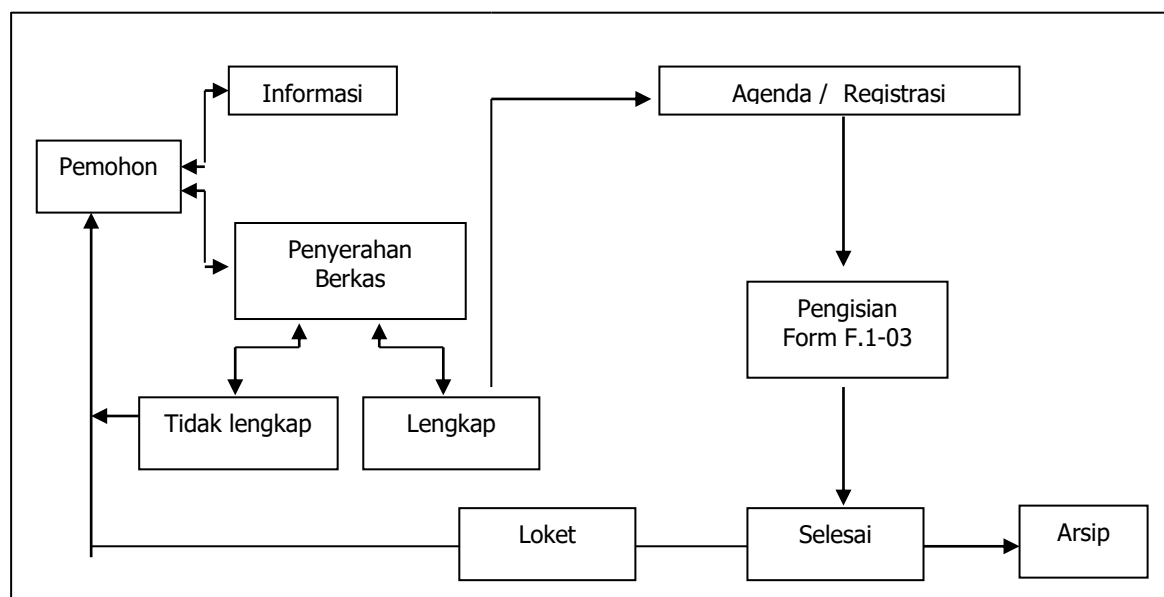 Informasi
Agenda / Registrasi
Pemohon
Penyerahan
Berkas
Pengisian
Form F.1-03
Tidak lengkap
Lengkap
Loket
Selesai
Arsip